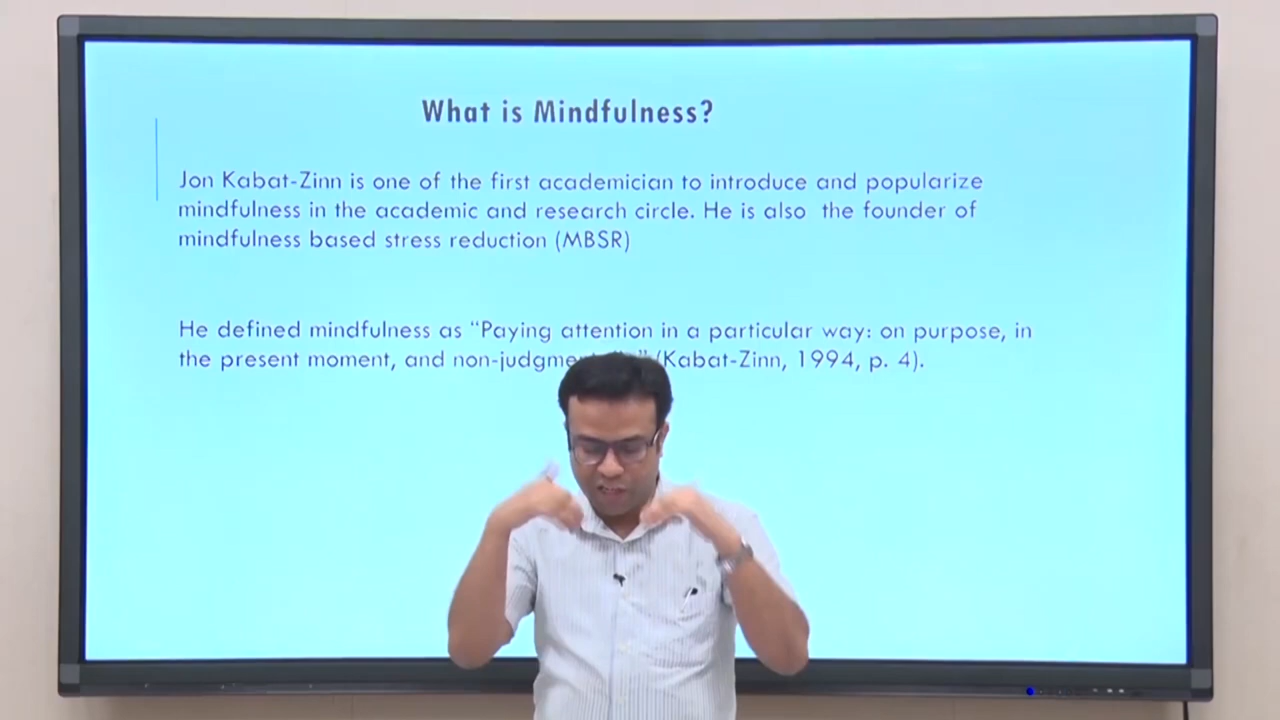 What is Mindfulness?
Jon Kabat-Zinn is one of the first academician to introduce and popularize
mindfulness in the academic and research circle. He is also the founder of
mindfulness based stress reduction (MBSR)
He defined mindfulness as “Paying attention in a particular way: on purpose, in
the present moment, and (Kabat-Zinn, 1994, p. 4).